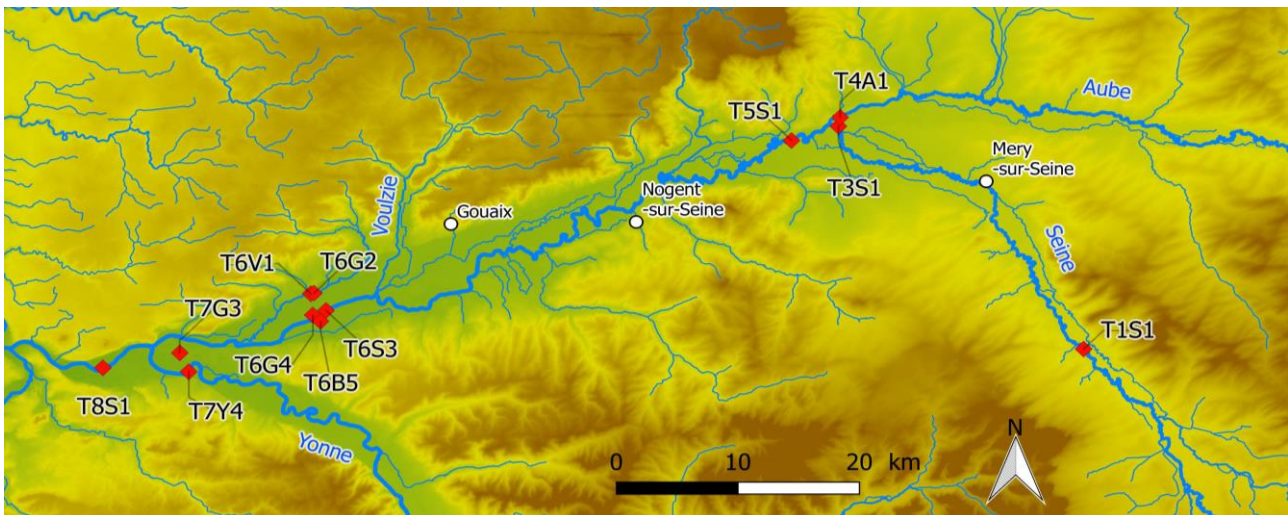 T4A1
Aube
T5S1
Mery
-sur-Seine
T3S1
Nogent
-sur-Seine
Gouaix
Voulzie
Seine
T6V1
T6G2
T7G3
T6S3
T6G4
T6B5
T1S1
T8S1
T7Y4
Yonne
N
0 10 20 km